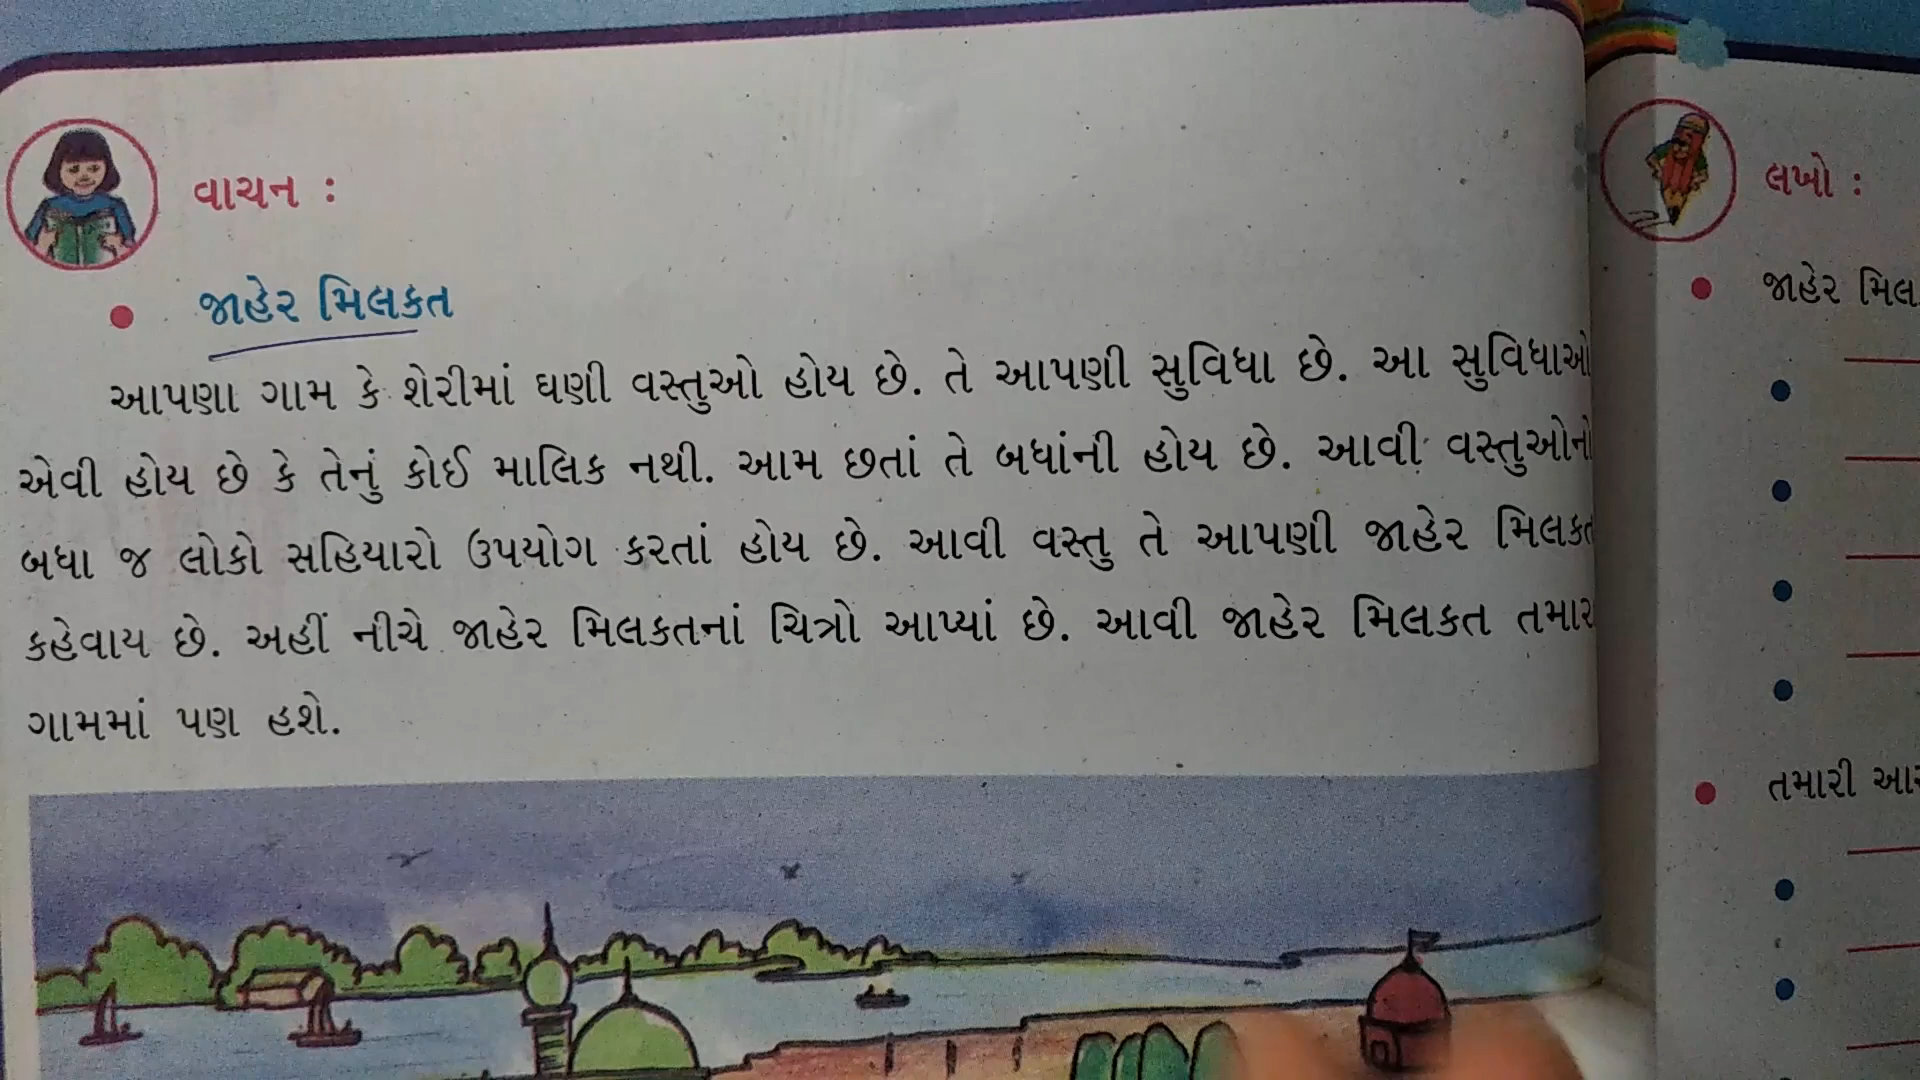 વાચન :
જાહેર મિલકત
આપણા ગામ કે શેરીમાં ઘણી વસ્તુઓ હોય છે. તે આપણી સુવિધા છે. આ સુવિધાઓ
એવી હોય છે કે તેનું કોઈ માલિક નથી. આમ છતાં તે બધાંની હોય છે. આવી વસ્તુઓનો
બધા જ લોકો સહિયારો ઉપયોગ કરતાં હોય છે. આવી વસ્તુ તે આપણી જાહેર મિલકત
કહેવાય છે. અહીં નીચે જાહેર મિલકતનાં ચિત્રો આપ્યાં છે. આવી જાહેર મિલકત
ગામમાં પણ હશે.
લખો :
જાહેર
તમારી